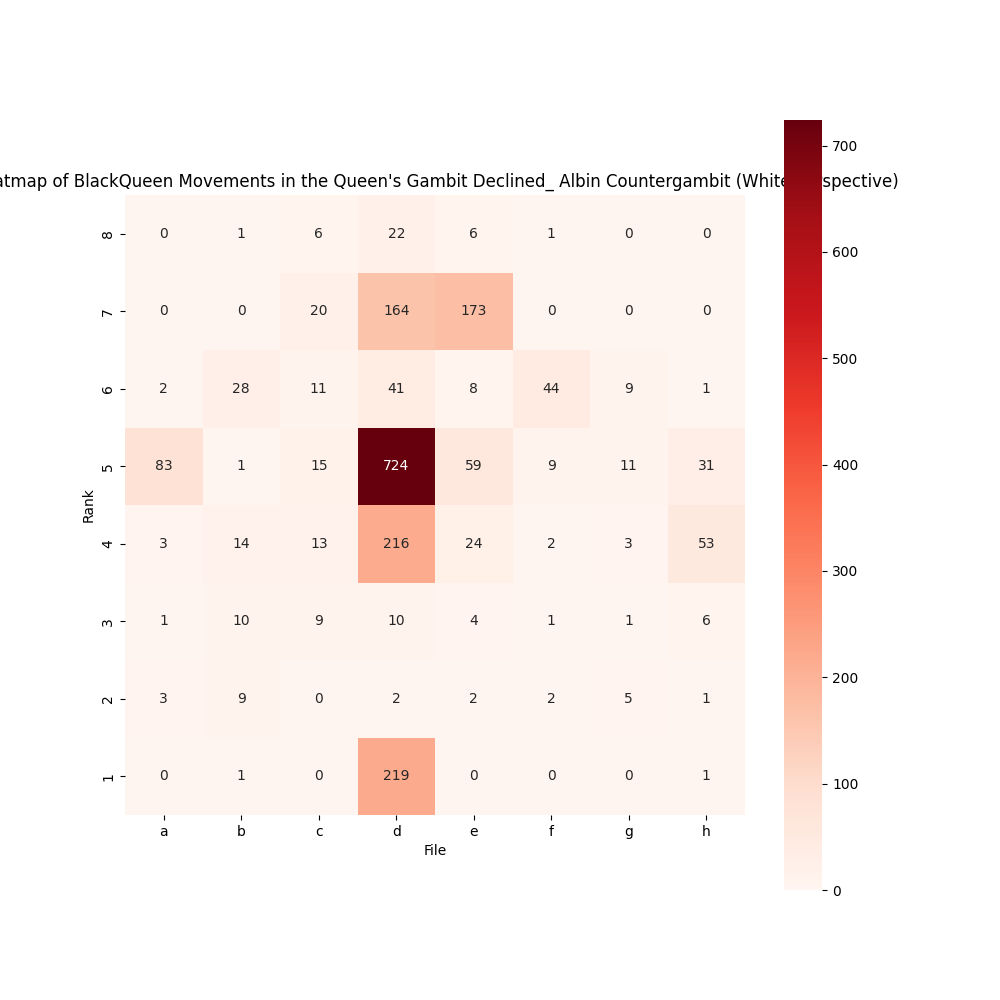 atmap of BlackQueen Movements in the Queen's Gambit Declined_ Albin Countergambit (White spective)
Rank
8 0 1 6 22 6 1 0 0
7 0 0 20 164 173 0 0 0
6 2 28 11 41 8 44 9 1
5 83 1 15 724 59 9 11 31
4 3 14 13 216 24 2 3 53
3 1 10 9 10 4 1 1 6
2 3 9 0 2 2 2 5 1
1 0 1 0 219 0 0 0 1
a b c d e f g h
File
700
600
500
400
300
200
100
0